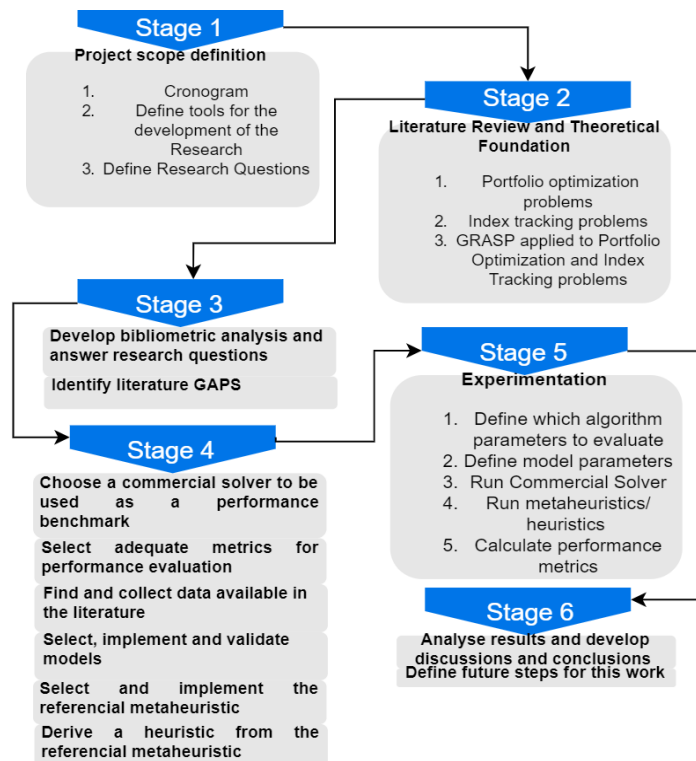 Stage 1
Project scope definition
1. Cronogram
2. Define tools for the
development of the
Research
3. Define Research Questions
Stage 2
Literature Review and Theoretical
Foundation
1. Portfolio optimization
problems
2. Index tracking problems
3. GRASP applied to Portfolio
Optimization and Index
Tracking problems
Stage 3
Develop bibliometric analysis and
answer research questions
Identify literature GAPS
Stage 4
Choose a commercial solver to be
used as a performance
benchmark
Select adequate metrics for
performance evaluation
Find and collect data available in
the literature
Select, implement and validate
models
Select and implement the
referencial metaheuristic
Derive a heuristic from the
referencial metaheuristic
Stage 5
Experimentation
1. Define which algorithm
parameters to evaluate
2. Define model parameters
3. Run Commercial Solver
4. Run metaheuristics/
heuristics
5. Calculate performance
metrics
Stage 6
Analyse results and develop
discussions and conclusions
Define future steps for this work